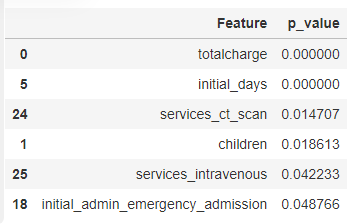 Feature p_value
0 totalcharge 0.000000
5 initial_days 0.000000
24 services_ct_scan 0.014707
1 children 0.018613
25 services_intravenous 0.042233
18 initial_admin_emergency_admission 0.048766